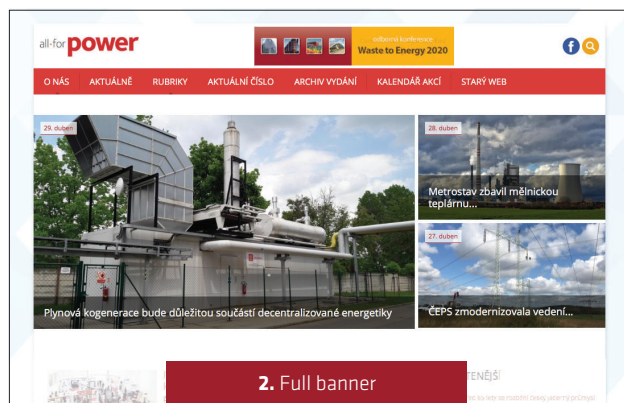 all·for power
odborná konference
Waste to Energy 2020
O NÁS AKTUÁLNĚ RUBRIKY AKTUÁLNÍ ČÍSLO ARCHIV VYDÁNÍ KALENDÁŘ AKCÍ STARÝ WEB
29. duben
Plynová kogenerace bude důležitou součástí decentralizované energetiky
28. duben
Metrostav zbavil mělnickou
teplárnu...
27. duben
ČEPS zmodernizovala vedení...
2. Full banner
TENĚJŠÍ